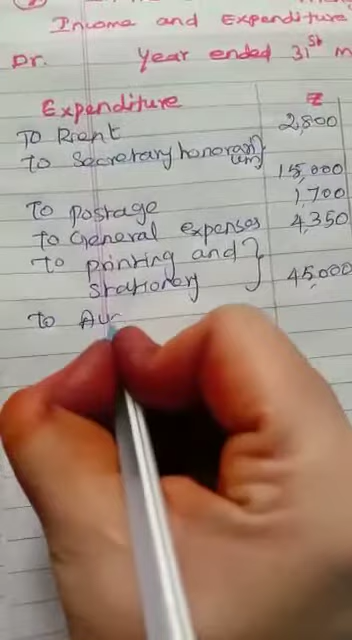 Income and Expenditure
Dr. Year ended 31st m
Expenditure ₹
To Rent 2,800
To Secretary honorarium 15,000
To postage 1,700
To General expenses 4,350
To printing and
stationery 45,000
To Au